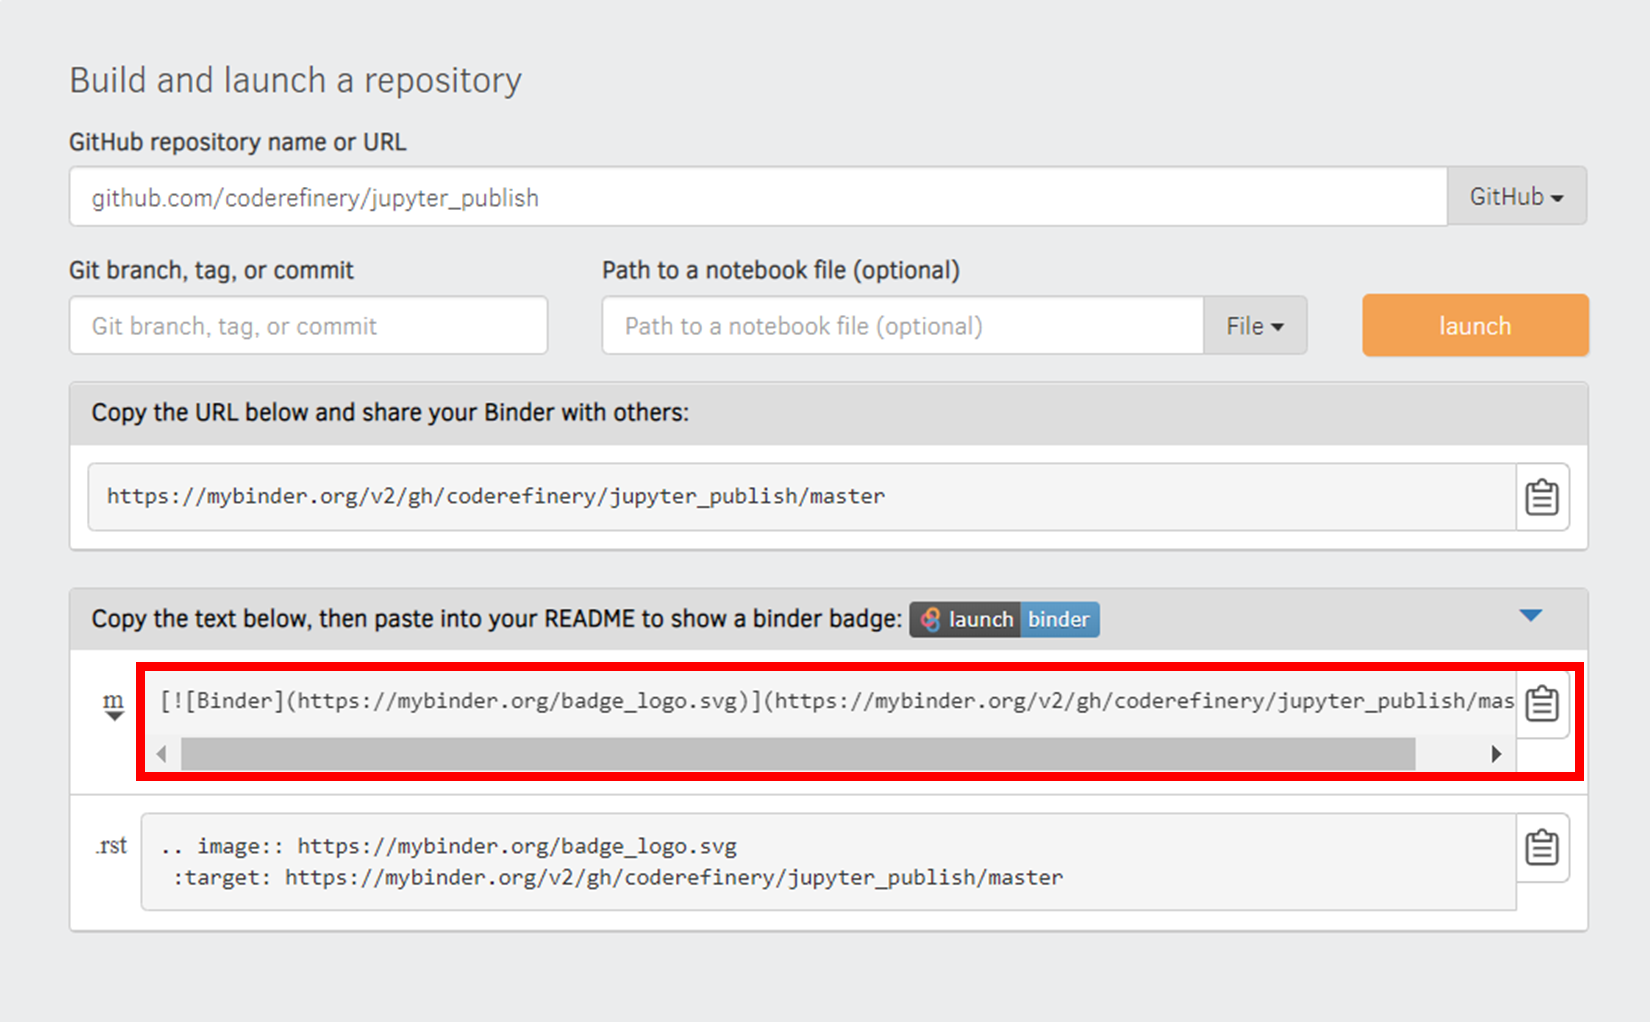 Build and launch a repository
GitHub repository name or URL
github.com/coderefinery/jupyter_publish
GitHub
Git branch, tag, or commit
Path to a notebook file (optional)
Git branch, tag, or commit
Path to a notebook file (optional)
File
launch
Copy the URL below and share your Binder with others:
https://mybinder.org/v2/gh/coderefinery/jupyter_publish/master
Copy the text below, then paste into your README to show a binder badge: launch binder
m
[![Binder](https://mybinder.org/badge_logo.svg)](https://mybinder.org/v2/gh/coderefinery/jupyter_publish/mas
.rst
.. image:: https://mybinder.org/badge_logo.svg
:target: https://mybinder.org/v2/gh/coderefinery/jupyter_publish/master